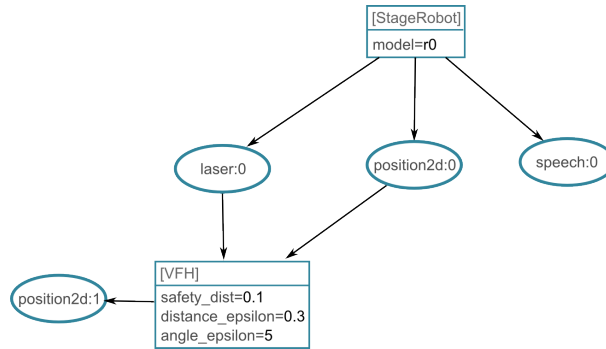 [StageRobot]
model=r0
laser:0
position2d:0
speech:0
[VFH]
safety_dist=0.1
distance_epsilon=0.3
angle_epsilon=5
position2d:1